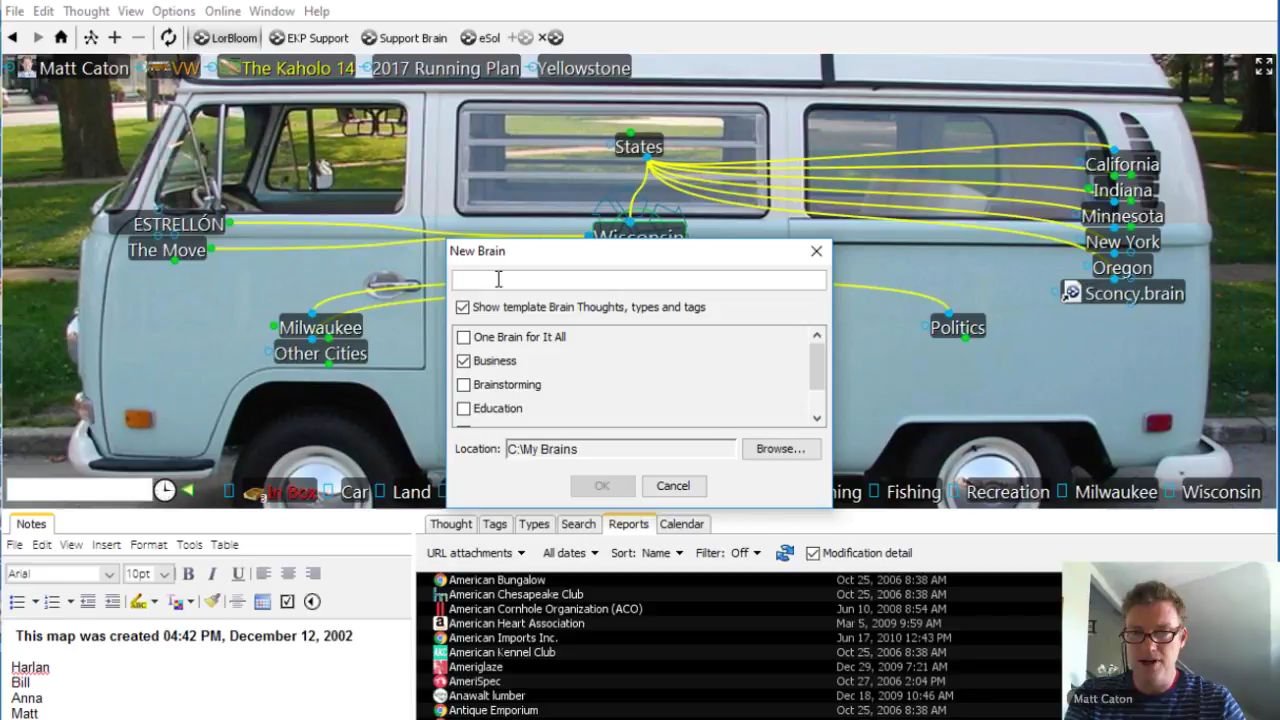 File Edit View Thought Options Online Window Help
LorBloom EKP Support Support Brain eSol
Matt Caton VW The Kaholo 14 2017 Running Plan Yellowstone
States
California
Indiana
Minnesota
New York
Oregon
Sconcy.brain
ESTRELLÓN
The Move
Wisconsin
Milwaukee
Other Cities
Politics
New Brain
Show template Brain Thoughts, types and tags
One Brain for It All
Business
Brainstorming
Education
Location: C:\My Brains Browse...
OK Cancel
In Box Car Land Fishing Recreation Milwaukee Wisconsin
Notes
File Edit View Insert Format Tools Table
Arial 10pt B I U
This map was created 04:42 PM, December 12, 2002
Harlan
Bill
Anna
Matt
Thought Tags Types Search Reports Calendar
URL attachments All dates Sort: Name Filter: Off Modification detail
American Bungalow Oct 25, 2006 8:38 AM
American Chesapeake Club Oct 25, 2006 8:38 AM
American Cornhole Organization (ACO) Jun 10, 2008 8:54 AM
American Heart Association Mar 5, 2009 9:59 AM
American Imports Inc. Jun 17, 2010 12:43 PM
American Kennel Club Oct 25, 2006 8:38 AM
Ameriglaze Dec 29, 2009 7:21 AM
AmeriSpec Oct 27, 2006 2:04 PM
Anawalt lumber Dec 18, 2009 10:46 AM
Antique Emporium Oct 25, 2006 8:38 AM
Matt Caton